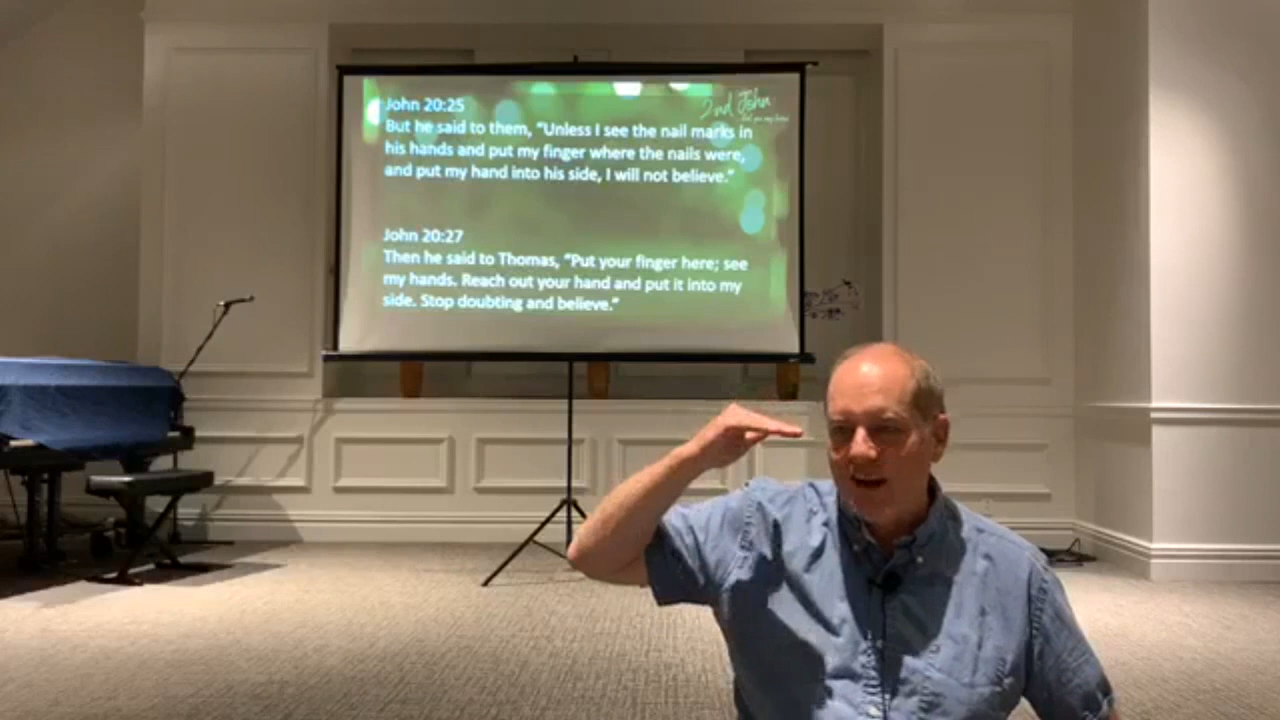 2nd John
John 20:25
But he said to them, “Unless I see the nail marks in
his hands and put my finger where the nails were,
and put my hand into his side, I will not believe.”
John 20:27
Then he said to Thomas, “Put your finger here; see
my hands. Reach out your hand and put it into my
side. Stop doubting and believe.”